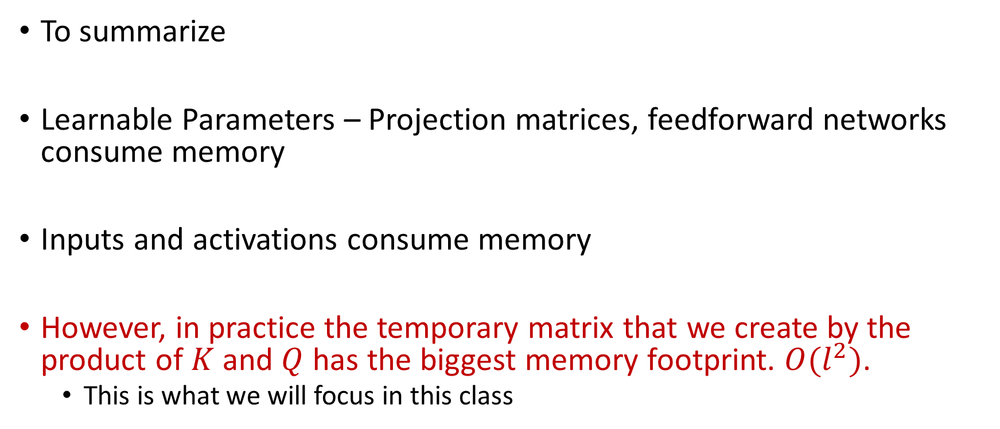 • To summarize
• Learnable Parameters – Projection matrices, feedforward networks
consume memory
• Inputs and activations consume memory
• However, in practice the temporary matrix that we create by the
product of 𝐾 and 𝑄 has the biggest memory footprint. 𝑂(𝑙²).
• This is what we will focus in this class